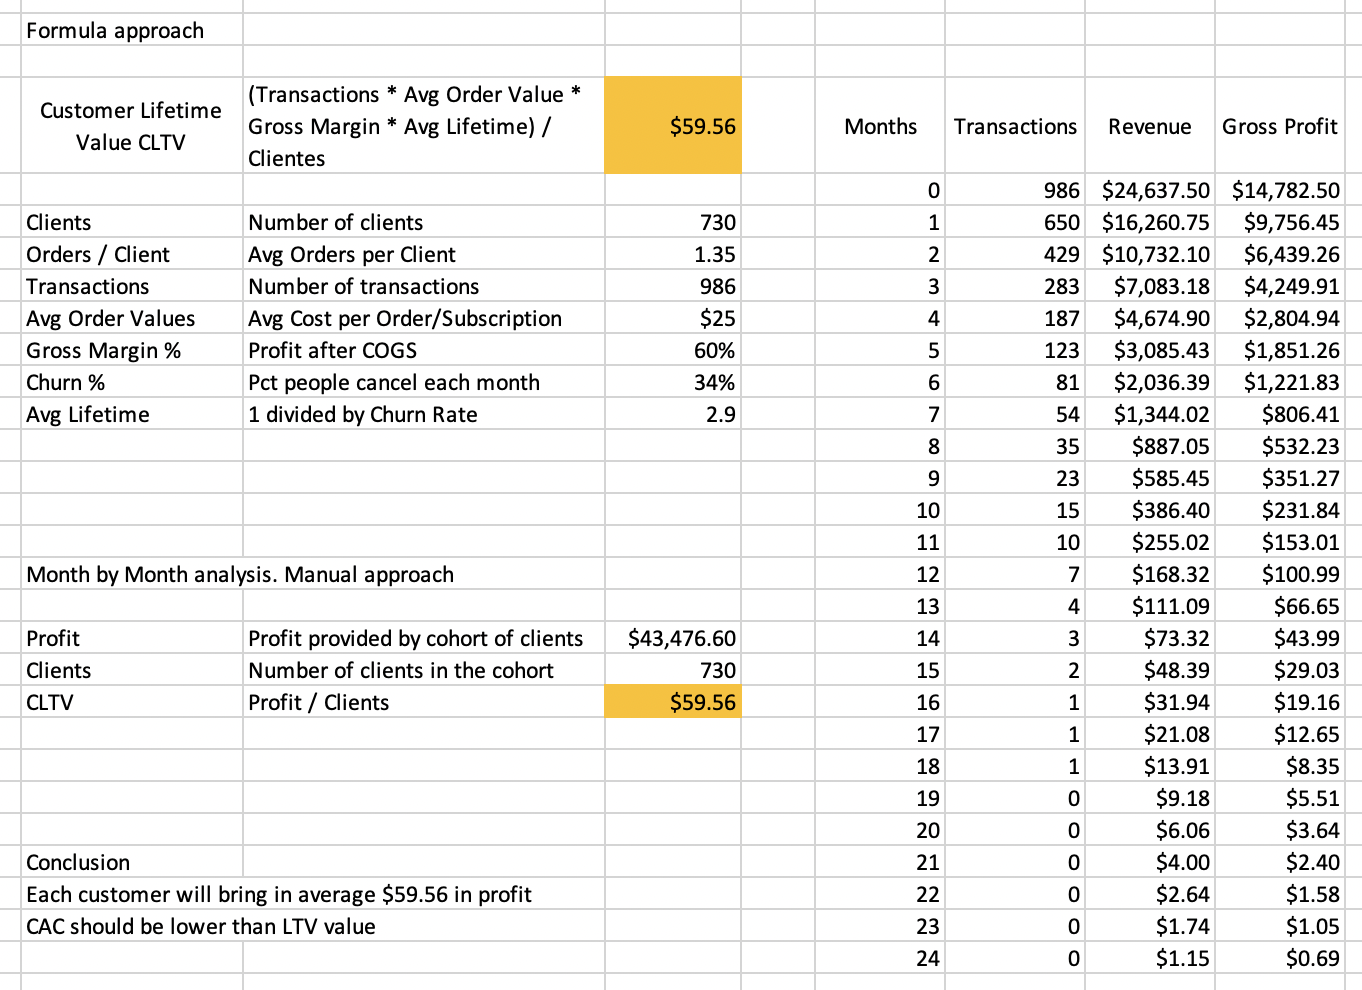 Formula approach
Customer Lifetime
Value CLTV
(Transactions * Avg Order Value *
Gross Margin * Avg Lifetime) /
Clientes
$59.56
Months Transactions Revenue Gross Profit
0 986 $24,637.50 $14,782.50
Clients Number of clients 730 1 650 $16,260.75 $9,756.45
Orders / Client Avg Orders per Client 1.35 2 429 $10,732.10 $6,439.26
Transactions Number of transactions 986 3 283 $7,083.18 $4,249.91
Avg Order Values Avg Cost per Order/Subscription $25 4 187 $4,674.90 $2,804.94
Gross Margin % Profit after COGS 60% 5 123 $3,085.43 $1,851.26
Churn % Pct people cancel each month 34% 6 81 $2,036.39 $1,221.83
Avg Lifetime 1 divided by Churn Rate 2.9 7 54 $1,344.02 $806.41
8 35 $887.05 $532.23
9 23 $585.45 $351.27
10 15 $386.40 $231.84
11 10 $255.02 $153.01
Month by Month analysis. Manual approach 12 7 $168.32 $100.99
13 4 $111.09 $66.65
Profit Profit provided by cohort of clients $43,476.60 14 3 $73.32 $43.99
Clients Number of clients in the cohort 730 15 2 $48.39 $29.03
CLTV Profit / Clients $59.56 16 1 $31.94 $19.16
17 1 $21.08 $12.65
18 1 $13.91 $8.35
19 0 $9.18 $5.51
20 0 $6.06 $3.64
Conclusion 21 0 $4.00 $2.40
Each customer will bring in average $59.56 in profit 22 0 $2.64 $1.58
CAC should be lower than LTV value 23 0 $1.74 $1.05
24 0 $1.15 $0.69